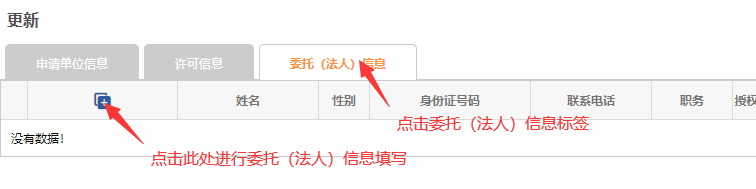 更新
申请单位信息 许可信息 委托（法人）信息
姓名 性别 身份证号码 联系电话 职务 授权
点击委托（法人）信息标签
没有数据！
点击此处进行委托（法人）信息填写